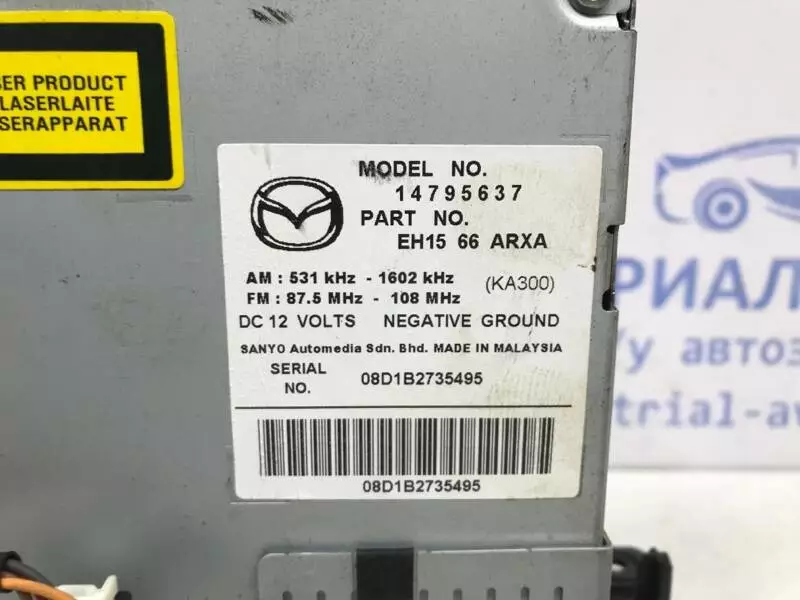 SER PRODUCT
LASERLAITE
SERAPPARAT
MODEL NO.
14795637
PART NO.
EH15 66 ARXA
AM : 531 kHz - 1602 kHz
(KA300)
FM : 87.5 MHz - 108 MHz
DC 12 VOLTS NEGATIVE GROUND
SANYO Automedia Sdn. Bhd. MADE IN MALAYSIA
SERIAL NO. 08D1B2735495
08D1B2735495
РИАЛ
/у автоз
trial-av